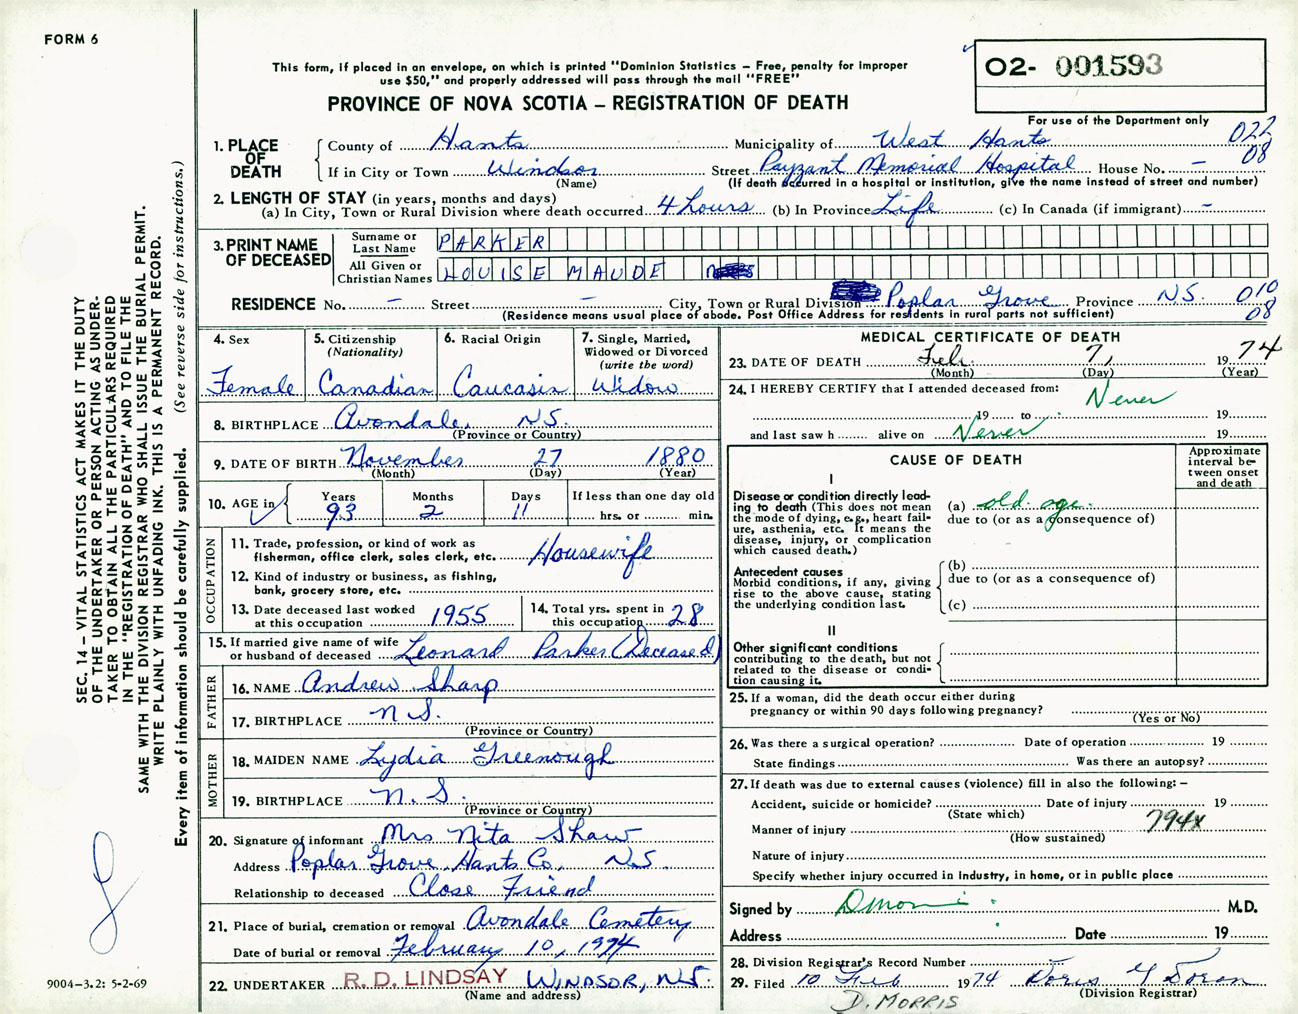 FORM 6
This form, if placed in an envelope, on which is printed "Dominion Statistics – Free, penalty for improper
use $50," and properly addressed will pass through the mail "FREE"
PROVINCE OF NOVA SCOTIA – REGISTRATION OF DEATH
O2- 001593
For use of the Department only
022
08
1. PLACE OF DEATH
County of Hants Municipality of West Hants
If in City or Town Windsor Street Payzant Memorial Hospital House No. –
(Name) (If death occurred in a hospital or institution, give the name instead of street and number)
2. LENGTH OF STAY (in years, months and days)
(a) In City, Town or Rural Division where death occurred 4 hours (b) In Province Life (c) In Canada (if immigrant) –
3. PRINT NAME OF DECEASED
Surname or Last Name PARKER
All Given or Christian Names LOUISE MAUDE
RESIDENCE No. – Street – City, Town or Rural Division Poplar Grove Province NS. 010
08
(Residence means usual place of abode. Post Office Address for residents in rural parts not sufficient)
4. Sex
Female
5. Citizenship
(Nationality)
Canadian
6. Racial Origin
Caucasin
7. Single, Married,
Widowed or Divorced
(write the word)
Widow
8. BIRTHPLACE Avondale, NS.
(Province or Country)
9. DATE OF BIRTH November 27 1880
(Month) (Day) (Year)
10. AGE in Years 93 Months 2 Days 11
If less than one day old
hrs. or min.
OCCUPATION
11. Trade, profession, or kind of work as
fisherman, office clerk, sales clerk, etc. Housewife
12. Kind of industry or business, as fishing,
bank, grocery store, etc.
13. Date deceased last worked
at this occupation 1955
14. Total yrs. spent in
this occupation 28
15. If married give name of wife
or husband of deceased Leonard Parker (Deceased)
FATHER
16. NAME Andrew Sharp
17. BIRTHPLACE N S.
(Province or Country)
MOTHER
18. MAIDEN NAME Lydia Greenough
19. BIRTHPLACE N. S.
(Province or Country)
20. Signature of informant Mrs Nita Shaw
Address Poplar Grove, Hants Co, NS.
Relationship to deceased Close Friend
21. Place of burial, cremation or removal Avondale Cemetery
Date of burial or removal February 10, 1974
22. UNDERTAKER R. D. LINDSAY WINDSOR, NS.
(Name and address)
MEDICAL CERTIFICATE OF DEATH
23. DATE OF DEATH Feb. 7, 1974
(Month) (Day) (Year)
24. I HEREBY CERTIFY that I attended deceased from: Never
19 to 19
and last saw h alive on Never 19
CAUSE OF DEATH
Approximate
interval be-
tween onset
and death
I
Disease or condition directly lead-
ing to death (This does not mean
the mode of dying, e.g., heart fail-
ure, asthenia, etc. It means the
disease, injury, or complication
which caused death.)
(a) old age.
due to (or as a consequence of)
Antecedent causes
Morbid conditions, if any, giving
rise to the above cause, stating
the underlying condition last.
(b)
due to (or as a consequence of)
(c)
II
Other significant conditions
contributing to the death, but not
related to the disease or condi-
tion causing it.
25. If a woman, did the death occur either during
pregnancy or within 90 days following pregnancy?
(Yes or No)
26. Was there a surgical operation? Date of operation 19
State findings Was there an autopsy?
27. If death was due to external causes (violence) fill in also the following: –
Accident, suicide or homicide? Date of injury 19
(State which)
Manner of injury 794x
(How sustained)
Nature of injury
Specify whether injury occurred in industry, in home, or in public place
Signed by M.D.
Address Date 19
28. Division Registrar's Record Number
29. Filed 10 Feb 1974 Doris Y Doran
(Division Registrar)
D. MORRIS
SEC. 14 – VITAL STATISTICS ACT MAKES IT THE DUTY
OF THE UNDERTAKER OR PERSON ACTING AS UNDER-
TAKER TO OBTAIN ALL THE PARTICULARS REQUIRED
IN THE "REGISTRATION OF DEATH" AND TO FILE THE
SAME WITH THE DIVISION REGISTRAR WHO SHALL ISSUE THE BURIAL PERMIT.
WRITE PLAINLY WITH UNFADING INK. THIS IS A PERMANENT RECORD.
Every item of information should be carefully supplied. (See reverse side for instructions.)
9004-3.2: 5-2-69